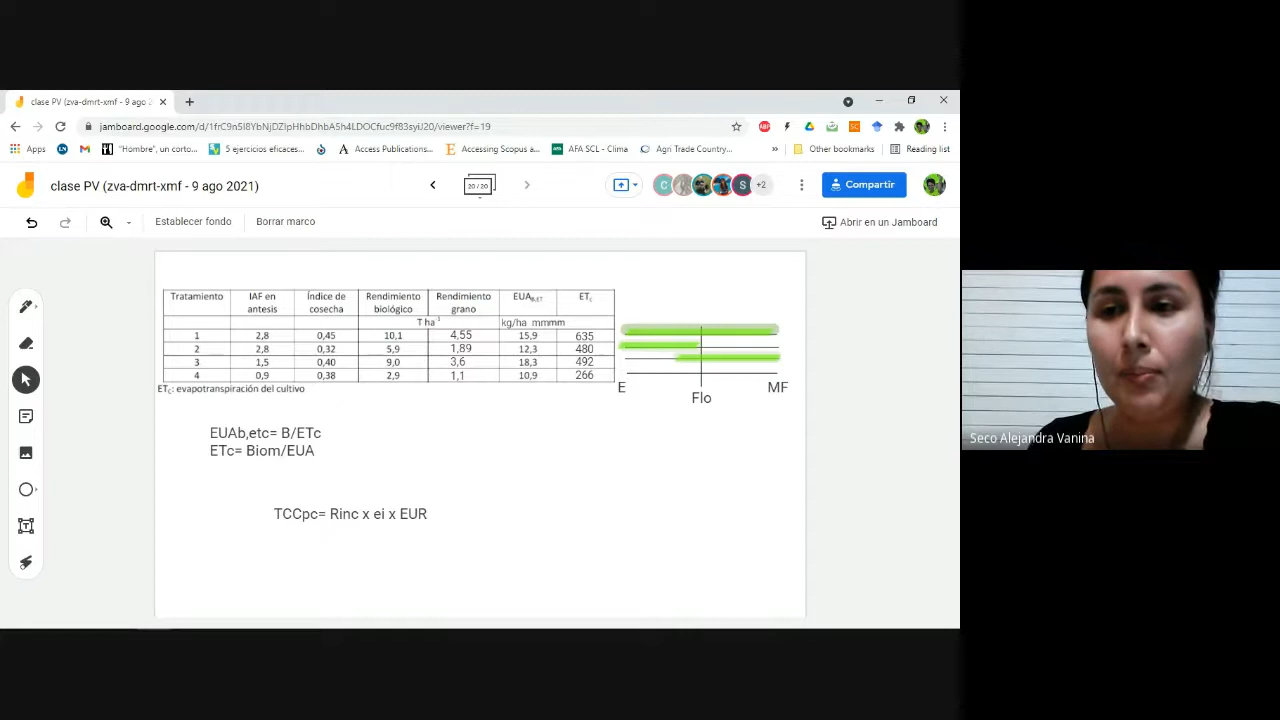 clase PV (zva-dmrt-xmf - 9 ago 2
jamboard.google.com/d/1frC9n5I8YbNjDZIpHhbDhbA5h4LDOCfuc9f83syiJ20/viewer?f=19
Apps
"Hombre", un corto...
5 ejercicios eficaces...
Access Publications...
Accessing Scopus a...
AFA SCL - Clima
Agri Trade Country...
»
Other bookmarks
Reading list
clase PV (zva-dmrt-xmf - 9 ago 2021)
20 / 20
C
S
+2
Compartir
Establecer fondo
Borrar marco
Abrir en un Jamboard
Tratamiento IAF en antesis Índice de cosecha Rendimiento biológico Rendimiento grano EUAB,ET ETc
T ha-1 kg/ha mmmm
1 2,8 0,45 10,1 4,55 15,9 635
2 2,8 0,32 5,9 1,89 12,3 480
3 1,5 0,40 9,0 3,6 18,3 492
4 0,9 0,38 2,9 1,1 10,9 266
ETC: evapotranspiración del cultivo
E
Flo
MF
EUAb,etc= B/ETc
ETc= Biom/EUA
TCCpc= Rinc x ei x EUR
Seco Alejandra Vanina